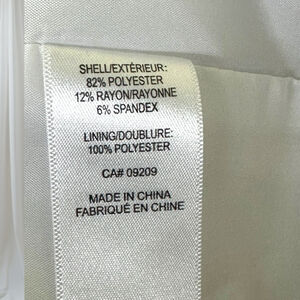 SHELL/EXTÉRIEUR:
82% POLYESTER
12% RAYON/RAYONNE
6% SPANDEX
LINING/DOUBLURE:
100% POLYESTER
CA# 09209
MADE IN CHINA
FABRIQUÉ EN CHINE